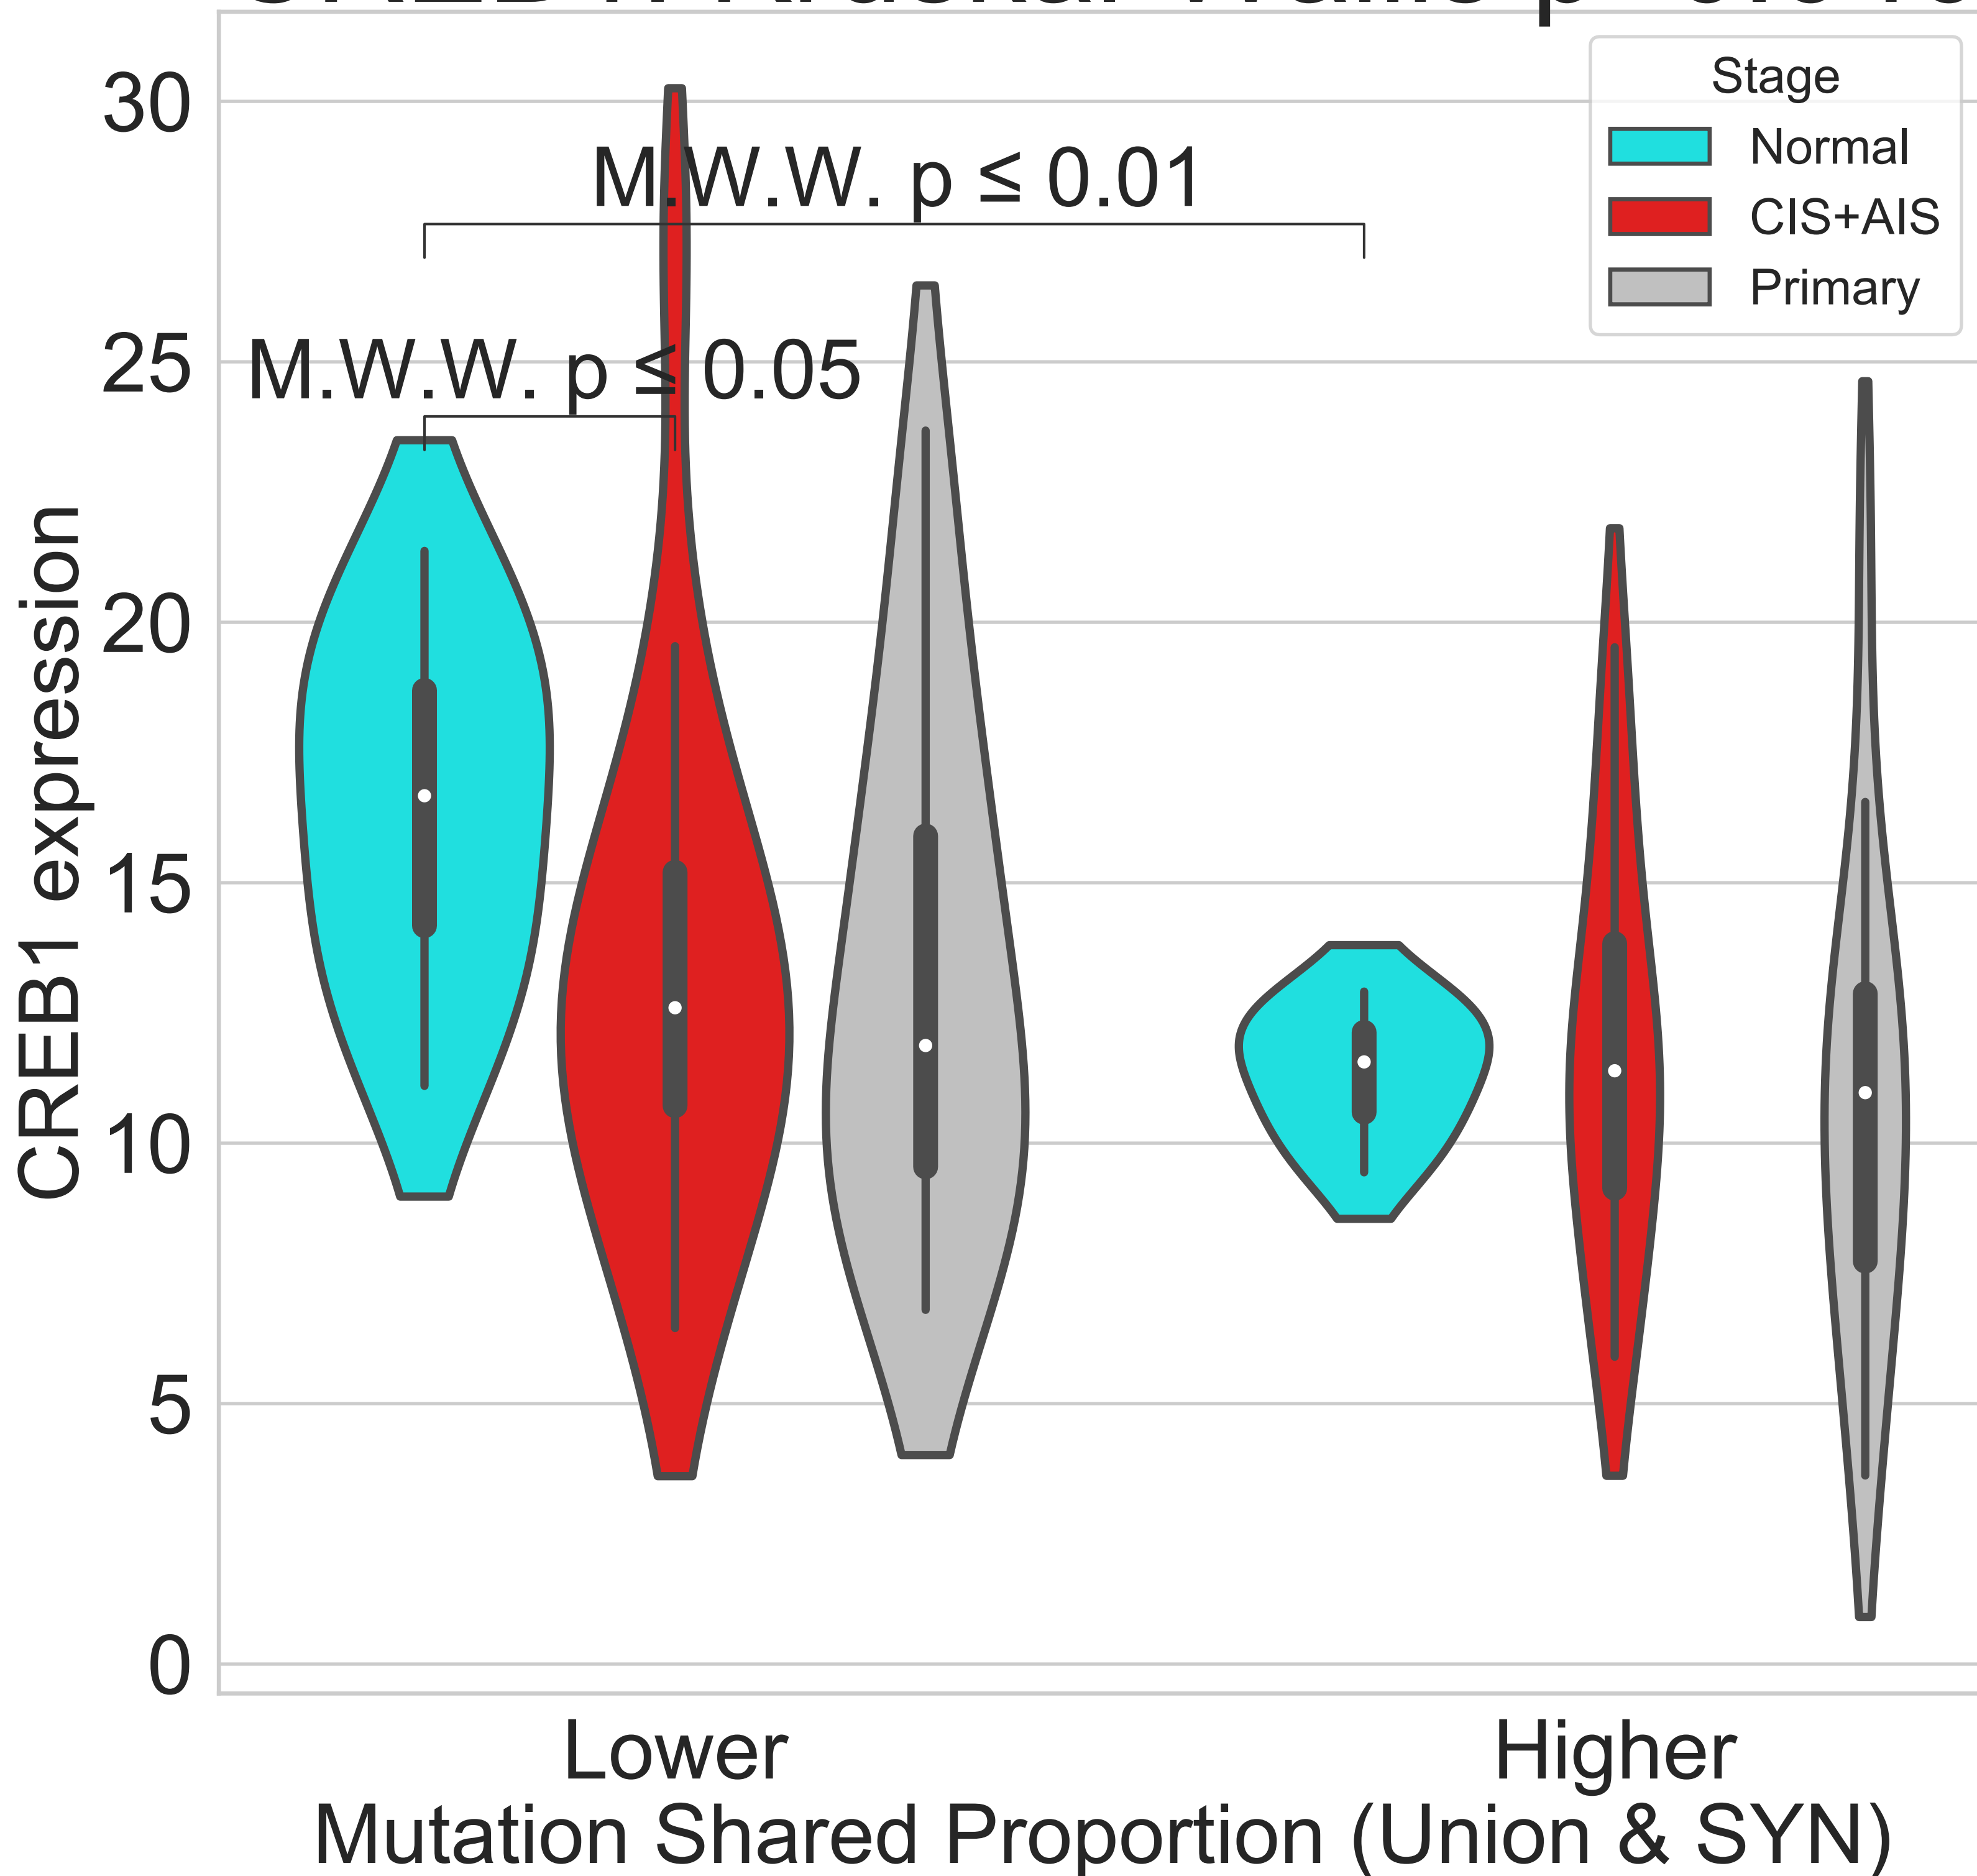 Stage
Normal
CIS+AIS
Primary
M.W.W. p ≤ 0.01
M.W.W. p ≤ 0.05
30
25
20
15
10
5
0
CREB1 expression
Lower
Higher
Mutation Shared Proportion (Union & SYN)